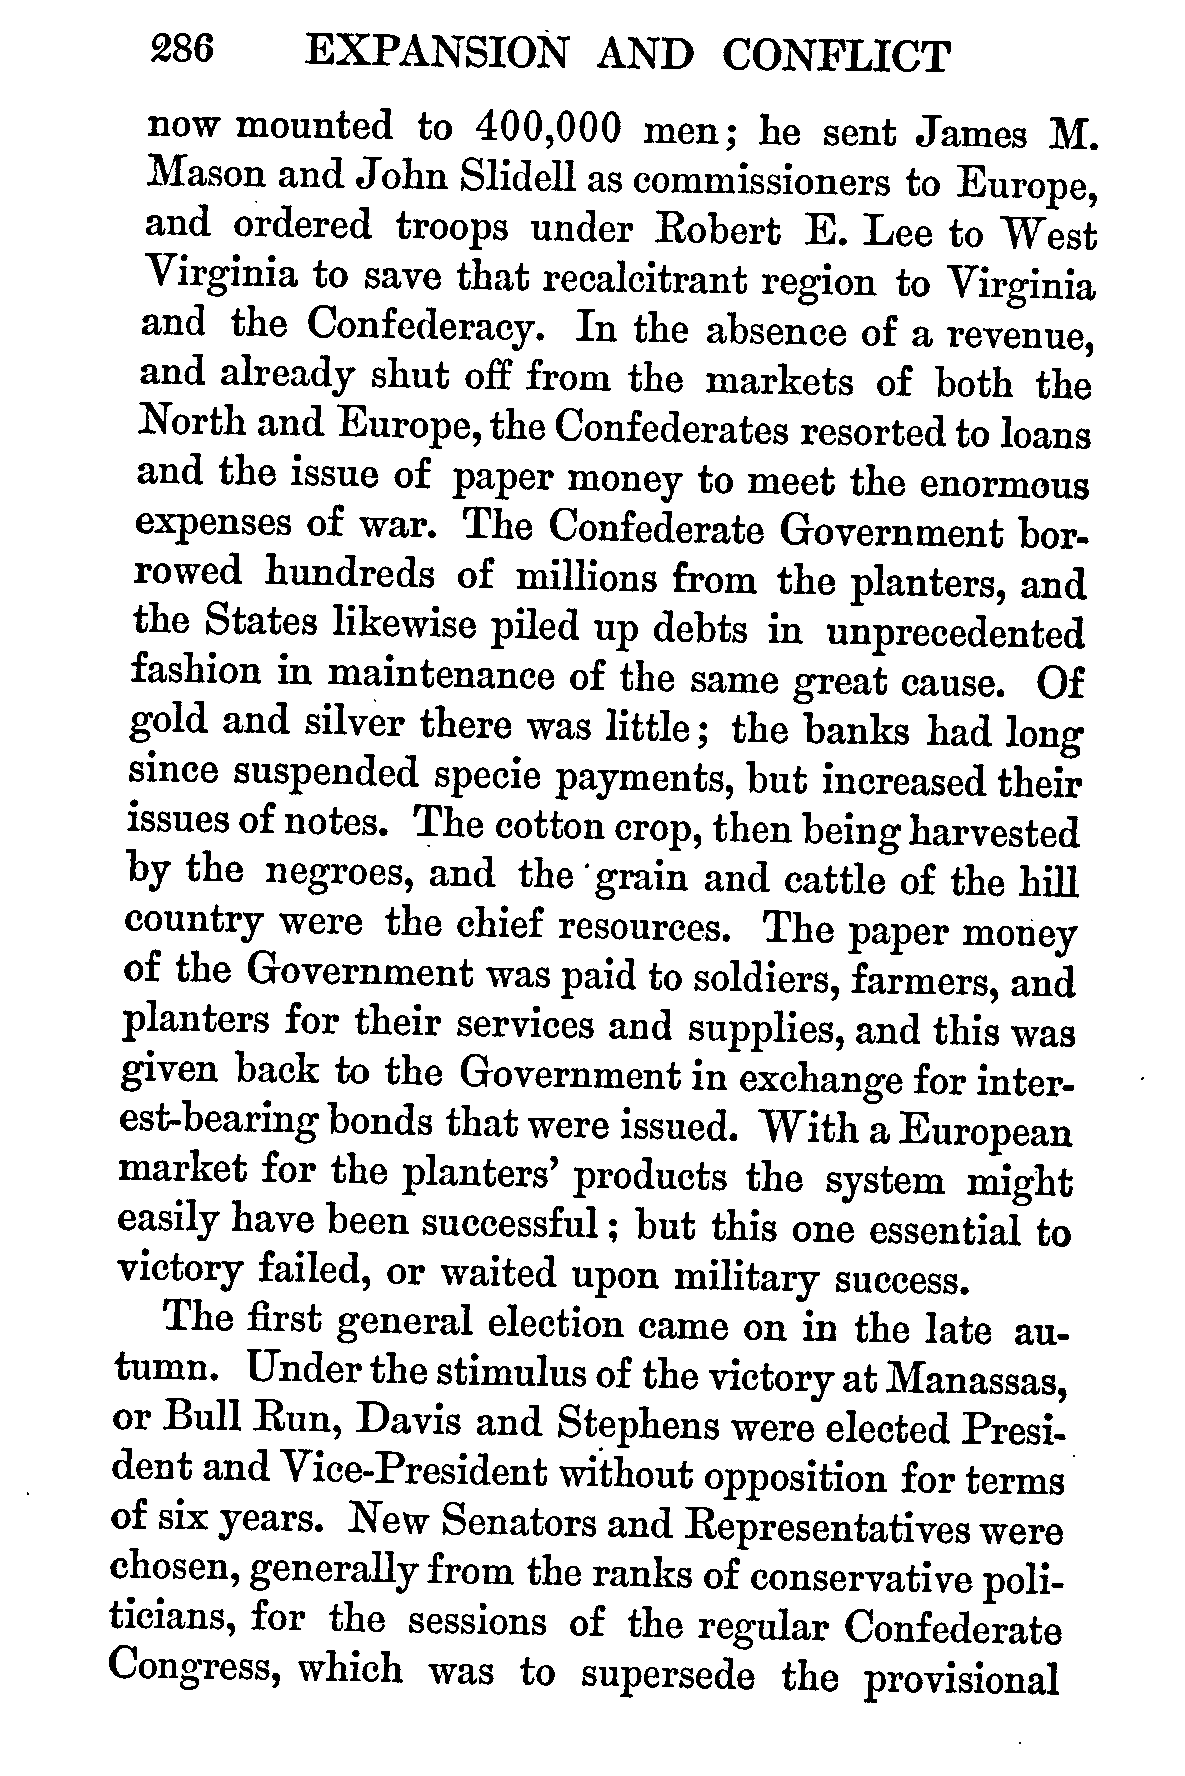 286 EXPANSION AND CONFLICT
now mounted to 400,000 men; he sent James M.
Mason and John Slidell as commissioners to Europe,
and ordered troops under Robert E. Lee to West
Virginia to save that recalcitrant region to Virginia
and the Confederacy. In the absence of a revenue,
and already shut off from the markets of both the
North and Europe, the Confederates resorted to loans
and the issue of paper money to meet the enormous
expenses of war. The Confederate Government bor-
rowed hundreds of millions from the planters, and
the States likewise piled up debts in unprecedented
fashion in maintenance of the same great cause. Of
gold and silver there was little; the banks had long
since suspended specie payments, but increased their
issues of notes. The cotton crop, then being harvested
by the negroes, and the grain and cattle of the hill
country were the chief resources. The paper money
of the Government was paid to soldiers, farmers, and
planters for their services and supplies, and this was
given back to the Government in exchange for inter-
est-bearing bonds that were issued. With a European
market for the planters' products the system might
easily have been successful; but this one essential to
victory failed, or waited upon military success.
The first general election came on in the late au-
tumn. Under the stimulus of the victory at Manassas,
or Bull Run, Davis and Stephens were elected Presi-
dent and Vice-President without opposition for terms
of six years. New Senators and Representatives were
chosen, generally from the ranks of conservative poli-
ticians, for the sessions of the regular Confederate
Congress, which was to supersede the provisional